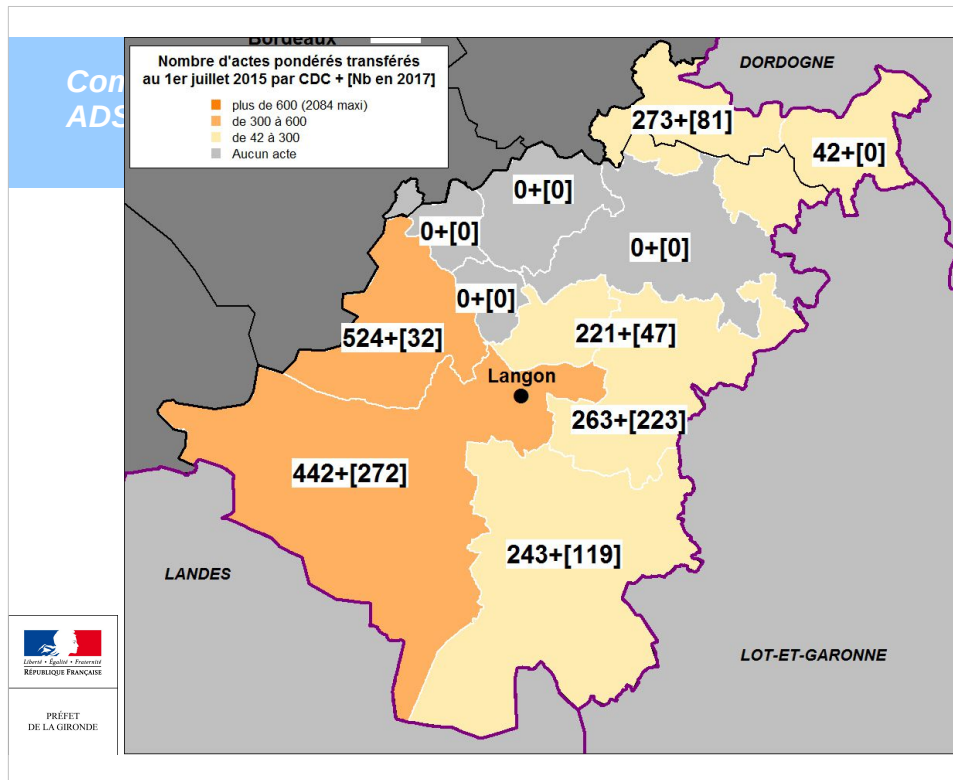 Bordeaux
Con
ADS
Nombre d'actes pondérés transférés
au 1er juillet 2015 par CDC + [Nb en 2017]
plus de 600 (2084 maxi)
de 300 à 600
de 42 à 300
Aucun acte
DORDOGNE
273+[81]
42+[0]
0+[0]
0+[0]
0+[0]
0+[0]
524+[32]
221+[47]
Langon
263+[223]
442+[272]
243+[119]
LANDES
LOT-ET-GARONNE
Liberté • Égalité • Fraternité
RÉPUBLIQUE FRANÇAISE
PRÉFET
DE LA GIRONDE